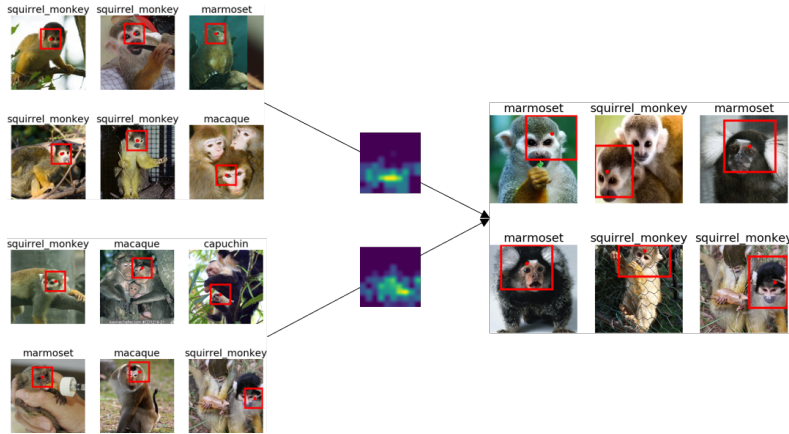 squirrel_monkey squirrel_monkey marmoset
squirrel_monkey squirrel_monkey macaque
squirrel_monkey macaque capuchin
marmoset macaque squirrel_monkey
marmoset squirrel_monkey marmoset
marmoset squirrel_monkey squirrel_monkey